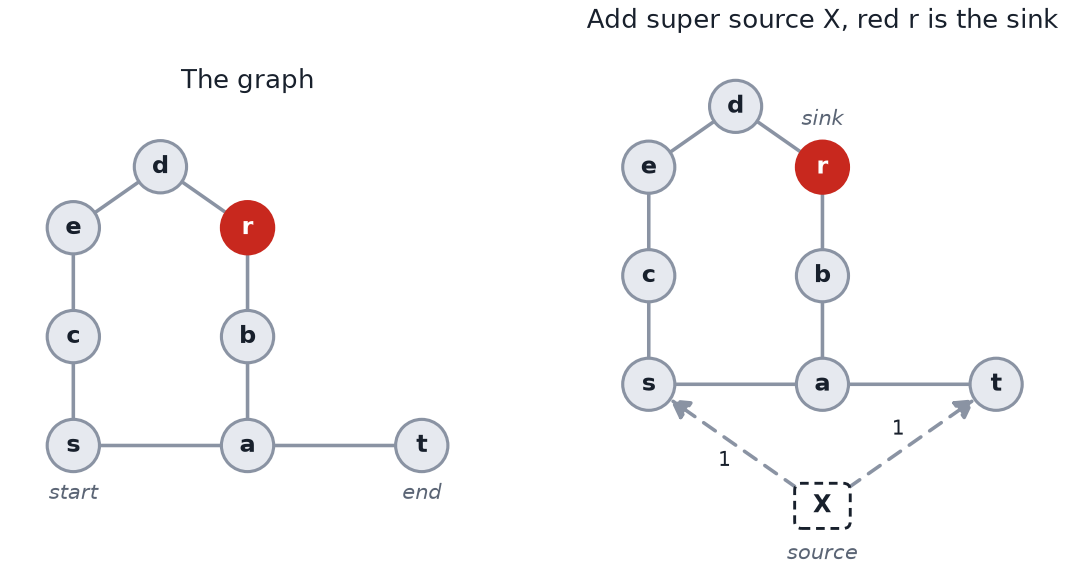 The graph
d
e
r
c
b
s
a
t
start
end
Add super source X, red r is the sink
d
sink
e
r
c
b
s
a
t
1
1
X
source